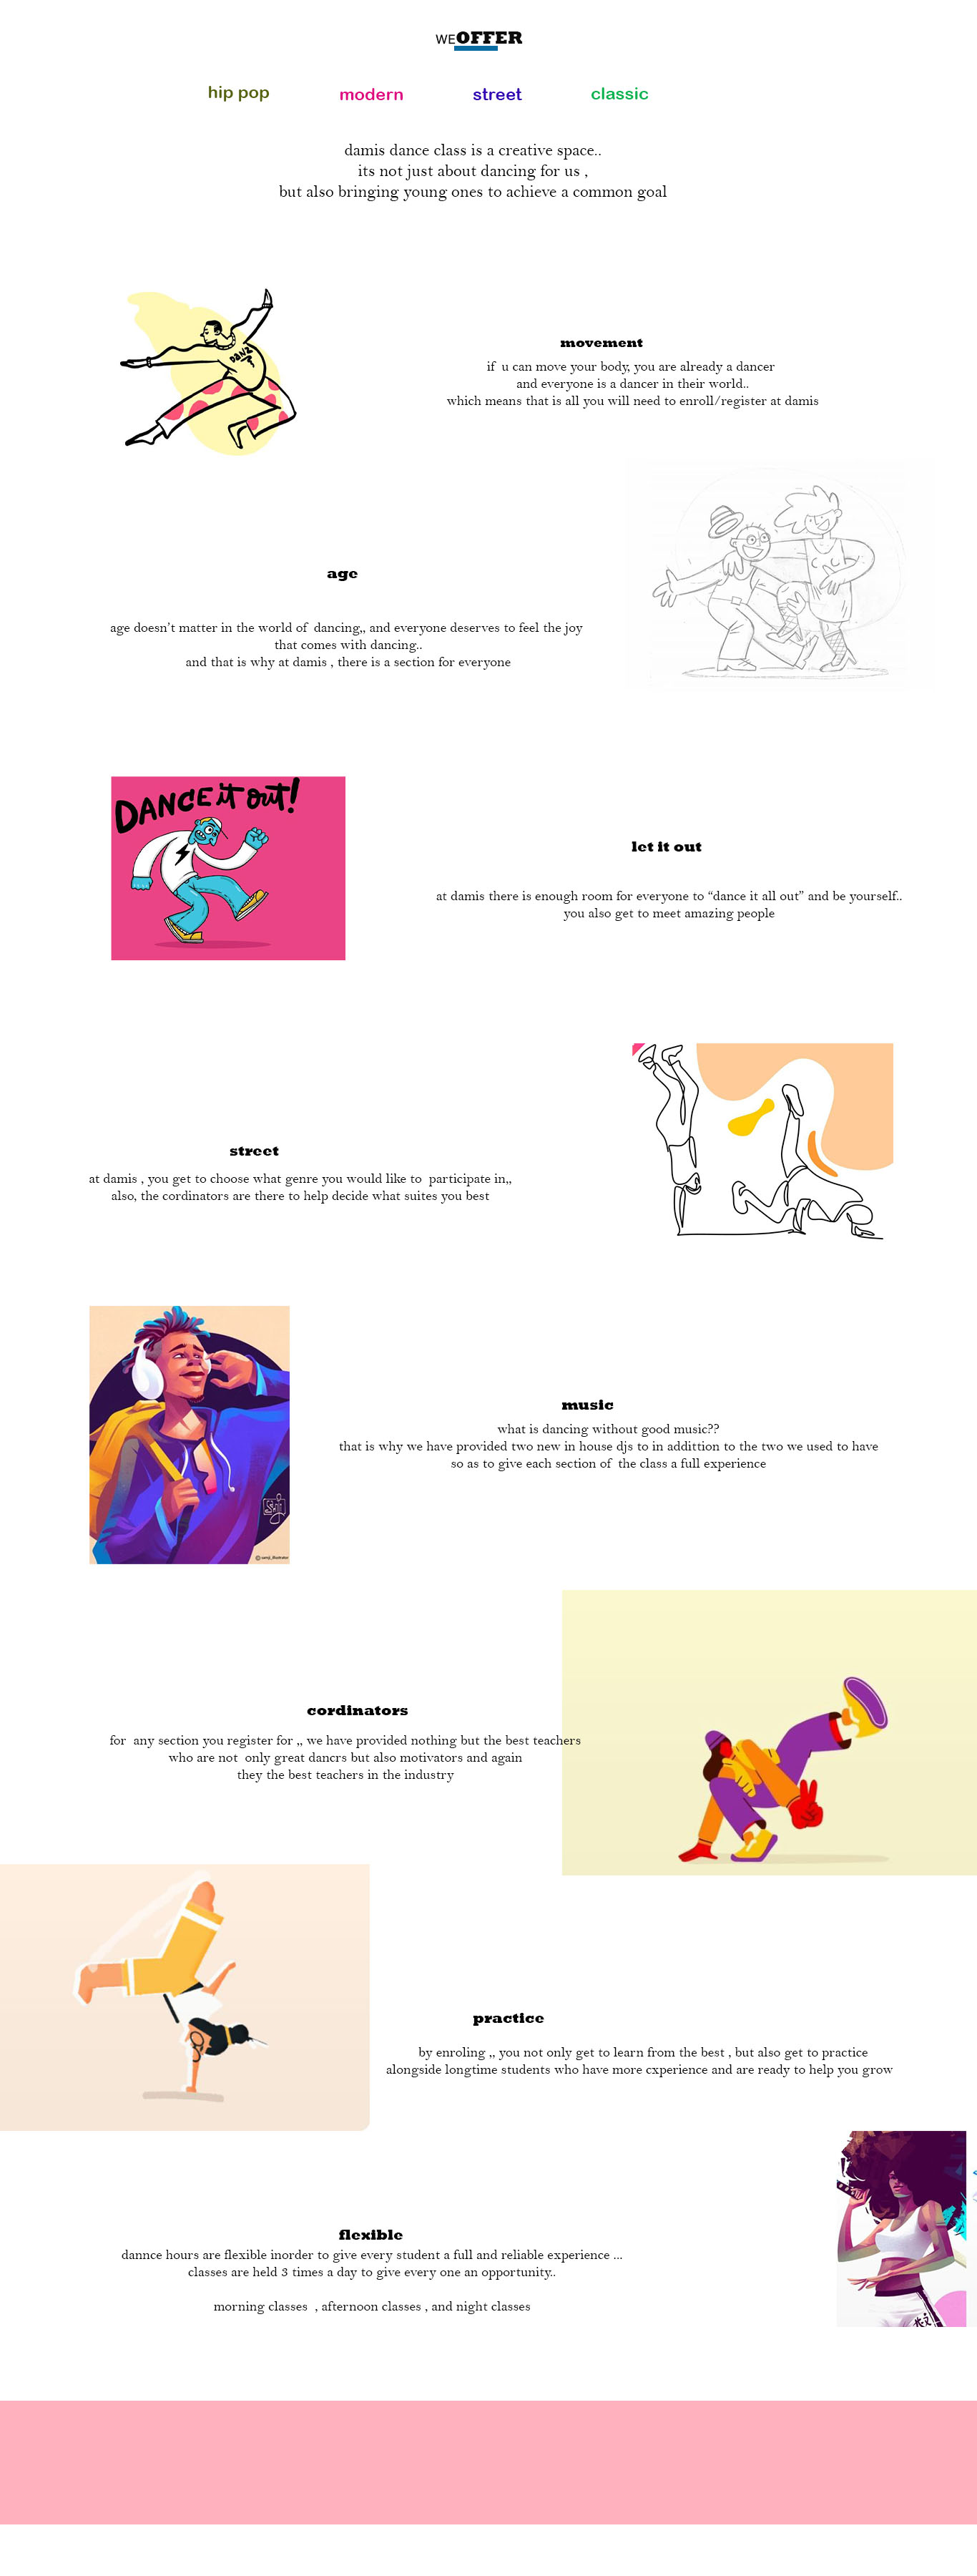 WE OFFER
hip pop modern street classic
damis dance class is a creative space..
its not just about dancing for us ,
but also bringing young ones to achieve a common goal
DANZ
movement
if u can move your body, you are already a dancer
and everyone is a dancer in their world..
which means that is all you will need to enroll/register at damis
age
age doesn't matter in the world of dancing,, and everyone deserves to feel the joy
that comes with dancing..
and that is why at damis , there is a section for everyone
DANCE it out!
let it out
at damis there is enough room for everyone to “dance it all out” and be yourself..
you also get to meet amazing people
street
at damis , you get to choose what genre you would like to participate in,,
also, the cordinators are there to help decide what suites you best
music
what is dancing without good music??
that is why we have provided two new in house djs to in addittion to the two we used to have
so as to give each section of the class a full experience
cordinators
for any section you register for ,, we have provided nothing but the best teachers
who are not only great dancrs but also motivators and again
they the best teachers in the industry
practice
by enroling ,, you not only get to learn from the best , but also get to practice
alongside longtime students who have more cxperience and are ready to help you grow
flexible
dannce hours are flexible inorder to give every student a full and reliable experience ...
classes are held 3 times a day to give every one an opportunity..
morning classes , afternoon classes , and night classes